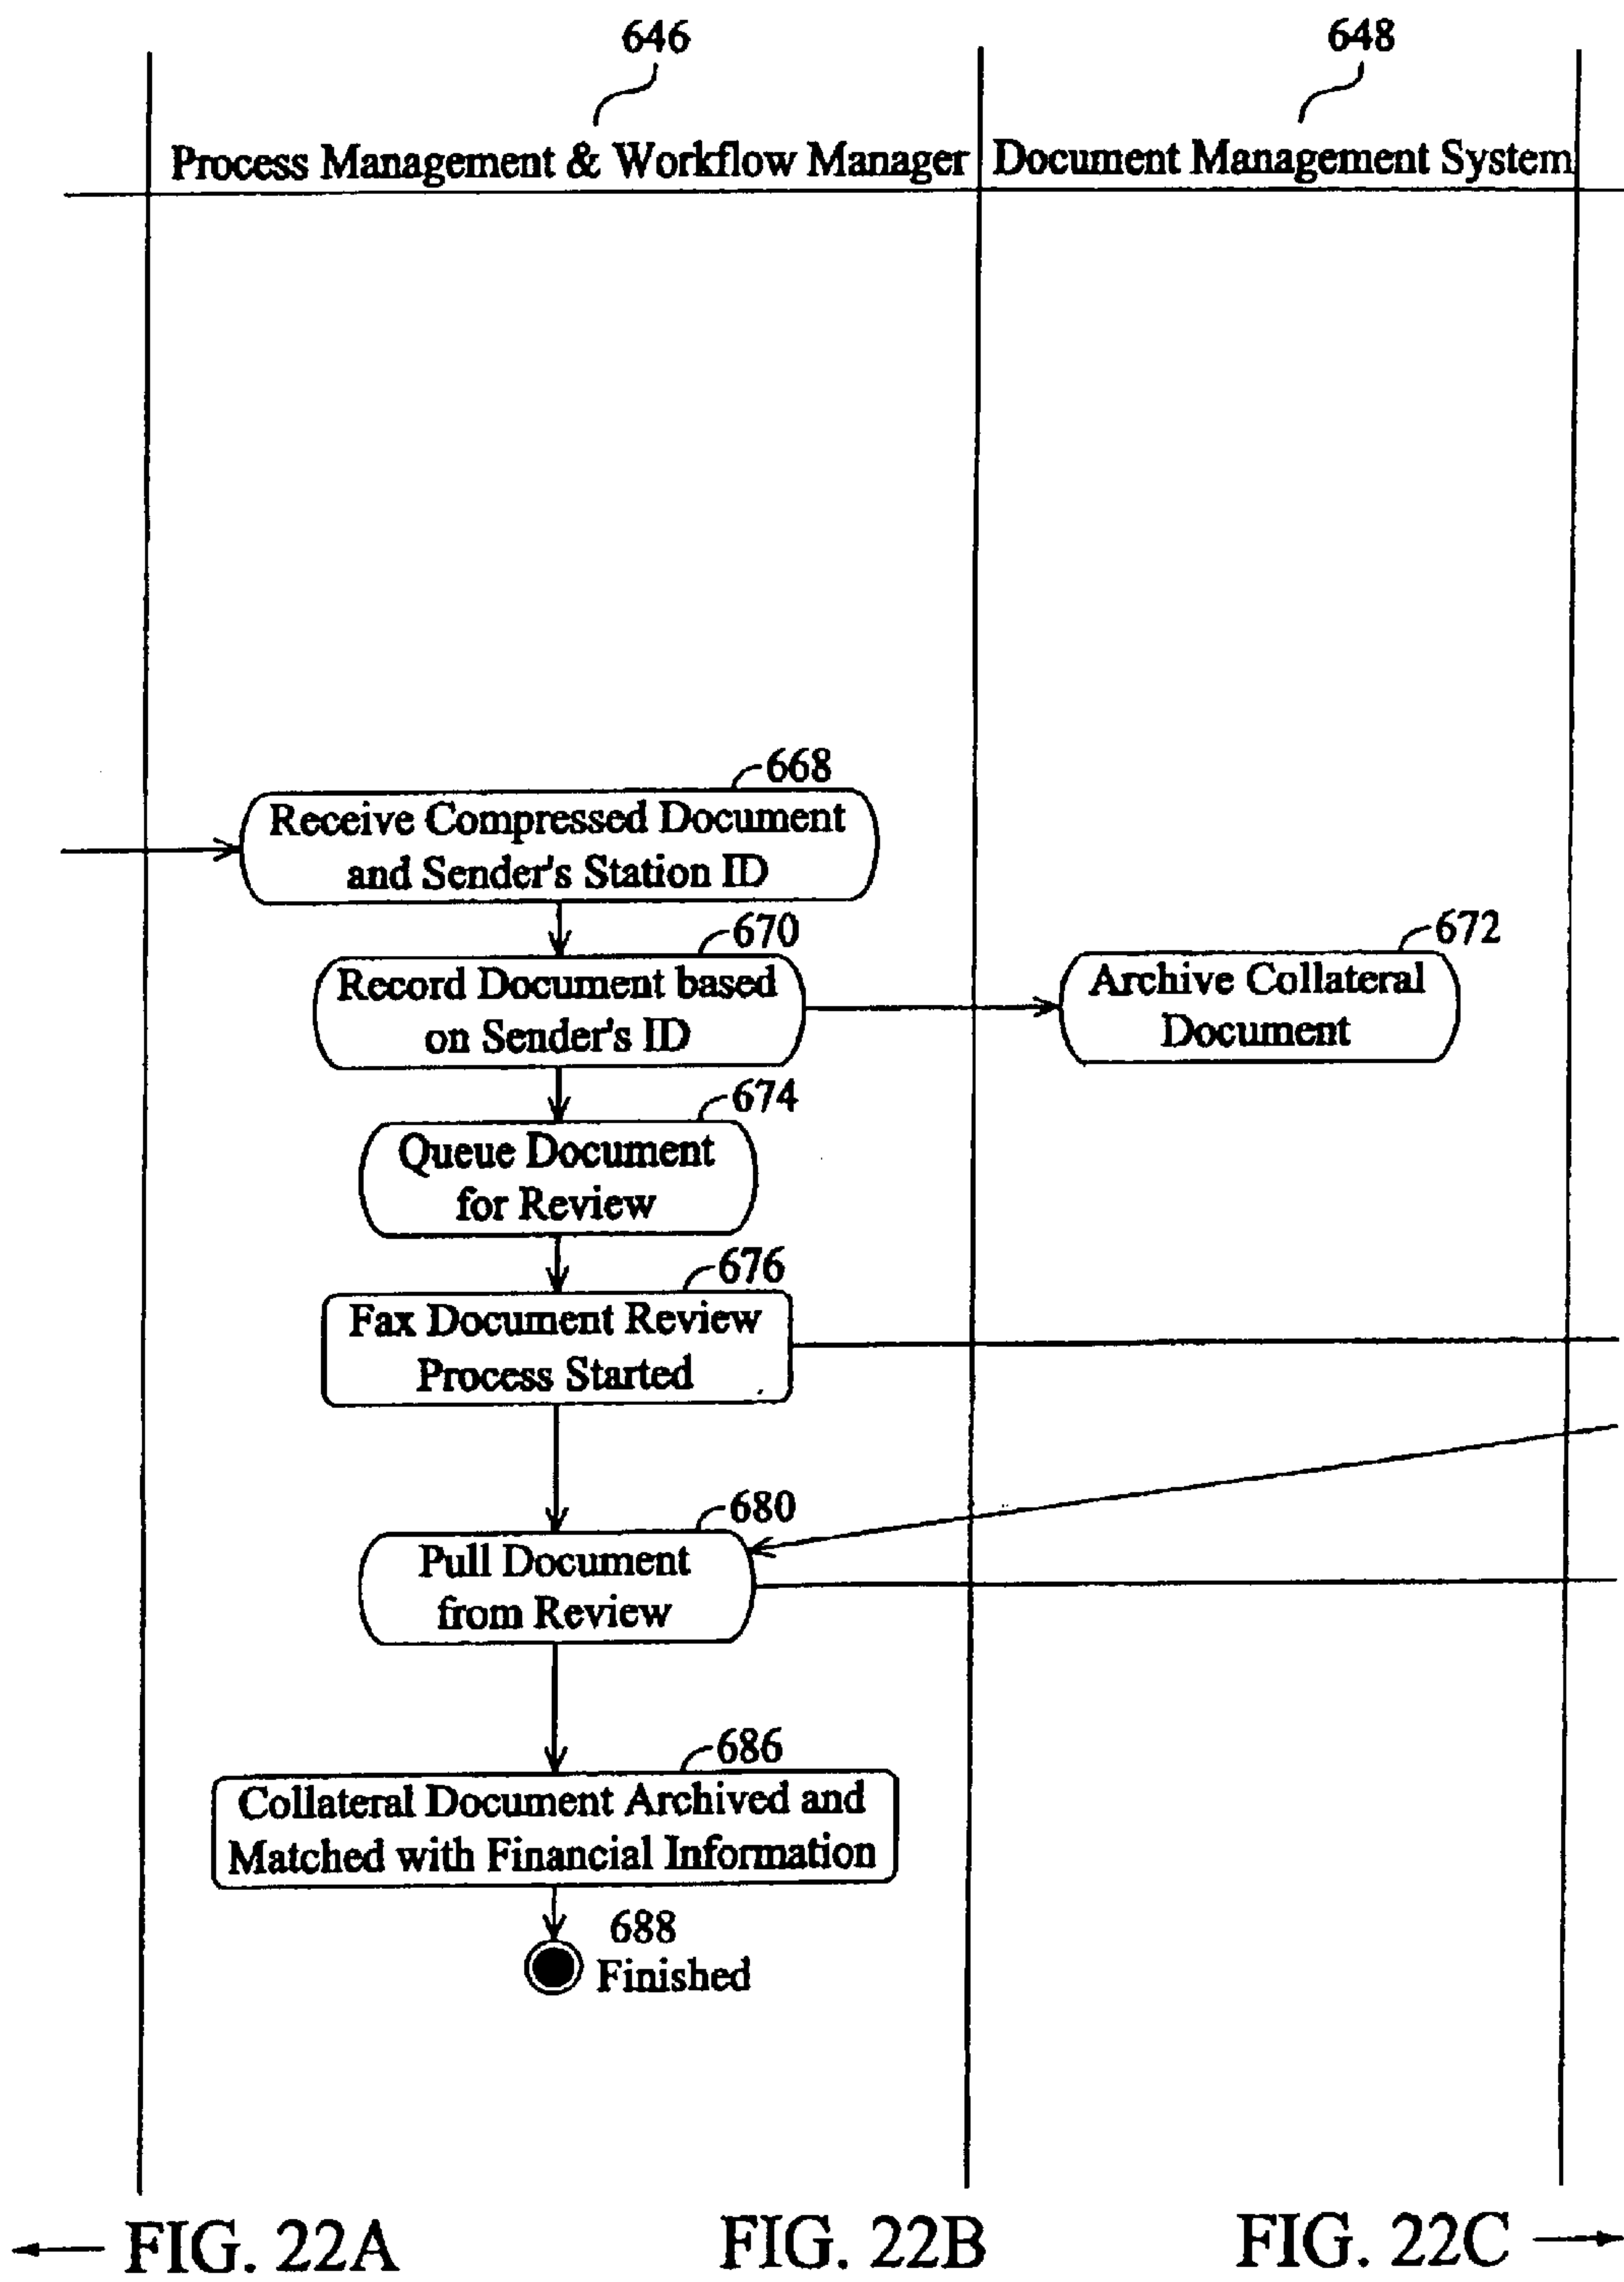 646
648
Process Management & Workflow Manager
Document Management System
668
Receive Compressed Document
and Sender's Station ID
670
Record Document based
on Sender's ID
672
Archive Collateral
Document
674
Queue Document
for Review
676
Fax Document Review
Process Started
680
Pull Document
from Review
686
Collateral Document Archived and
Matched with Financial Information
688
Finished
FIG. 22A
FIG. 22B
FIG. 22C